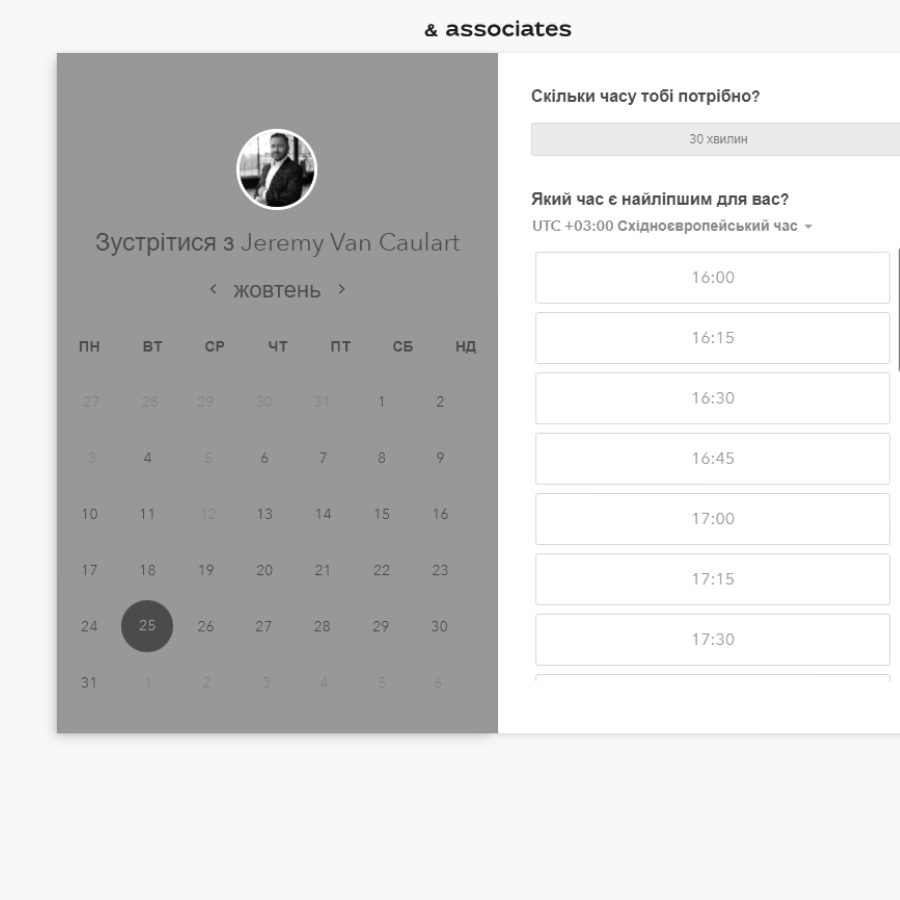 & associates
Зустрітися з Jeremy Van Caulart
жовтень
ПН ВТ СР ЧТ ПТ СБ НД
27 28 29 30 31 1 2
3 4 5 6 7 8 9
10 11 12 13 14 15 16
17 18 19 20 21 22 23
24 25 26 27 28 29 30
31 1 2 3 4 5 6
Скільки часу тобі потрібно?
30 хвилин
Який час є найліпшим для вас?
UTC +03:00 Східноєвропейський час
16:00
16:15
16:30
16:45
17:00
17:15
17:30